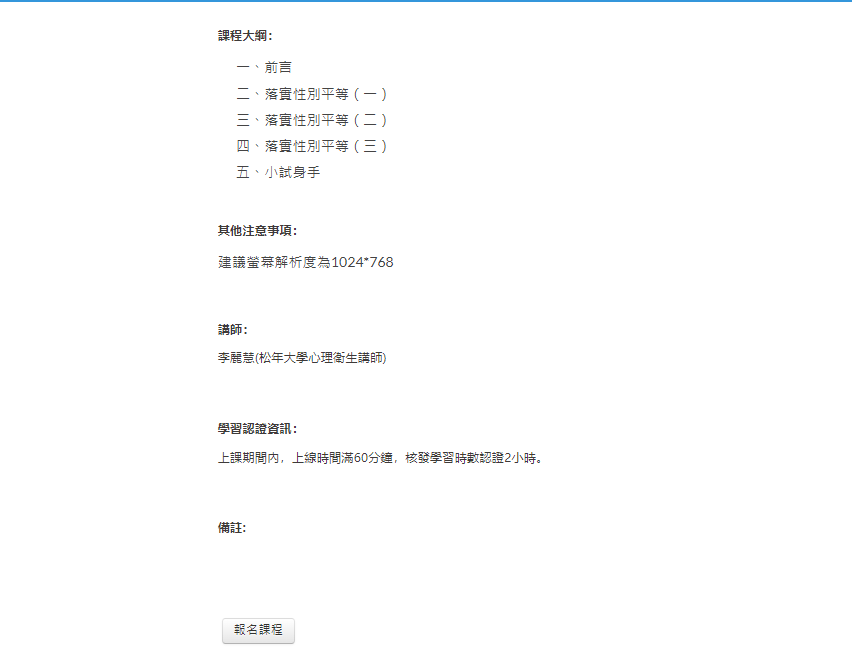 課程大綱：
一、前言
二、落實性別平等（一）
三、落實性別平等（二）
四、落實性別平等（三）
五、小試身手
其他注意事項：
建議螢幕解析度為1024*768
講師：
李麗慧(松年大學心理衛生講師)
學習認證資訊：
上課期間內，上線時間滿60分鐘，核發學習時數認證2小時。
備註：
報名課程